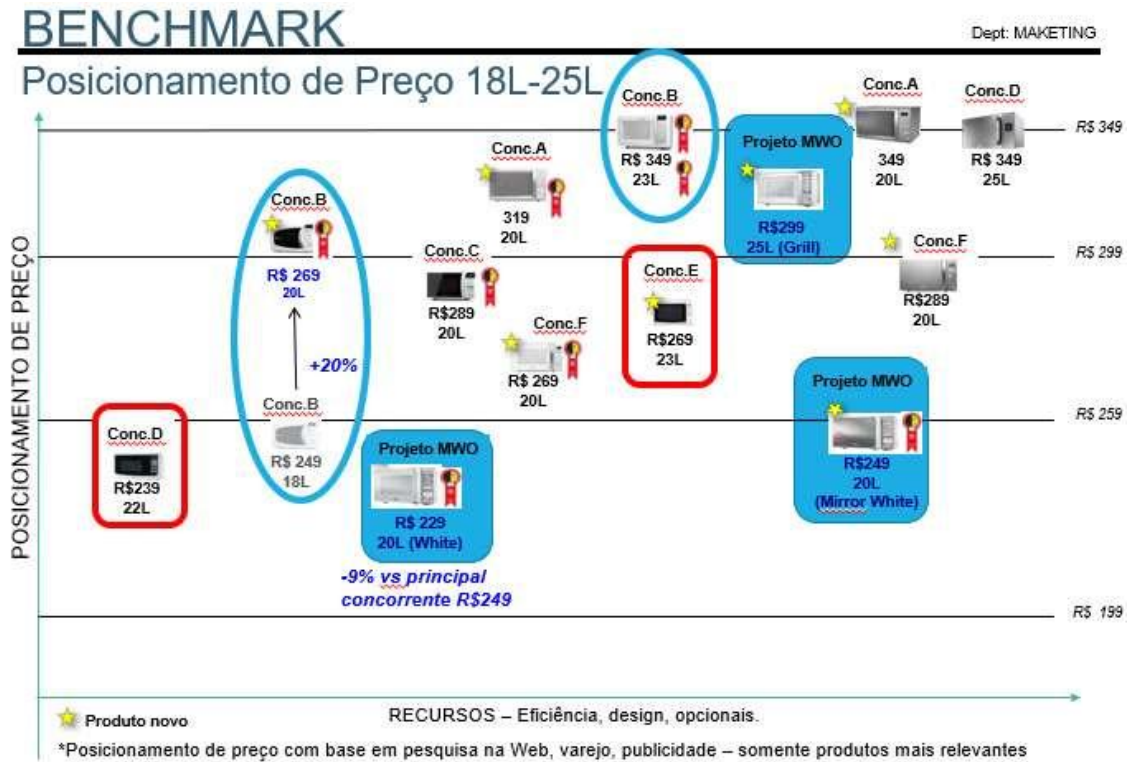 BENCHMARK
Dept: MAKETING
Posicionamento de Preço 18L-25L
POSICIONAMENTO DE PREÇO
R$ 349
R$ 299
R$ 259
R$ 199
Conc.B
R$ 349
23L
Projeto MWO
R$299
25L (Grill)
Conc.A
349
20L
Conc.D
R$ 349
25L
Conc.A
319
20L
Conc.B
R$ 269
20L
+20%
Conc.B
R$ 249
18L
Conc.C
R$289
20L
Conc.F
R$ 269
20L
Conc.E
R$269
23L
Conc.F
R$289
20L
Conc.D
R$239
22L
Projeto MWO
R$ 229
20L (White)
-9% vs principal
concorrente R$249
Projeto MWO
R$249
20L
(Mirror White)
Produto novo
RECURSOS – Eficiência, design, opcionais.
*Posicionamento de preço com base em pesquisa na Web, varejo, publicidade – somente produtos mais relevantes